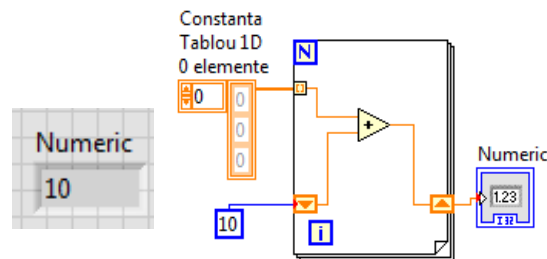 Numeric
10
Constanta
Tablou 1D
0 elemente
0
0
0
0
N
+
10
i
Numeric
1.23
I32